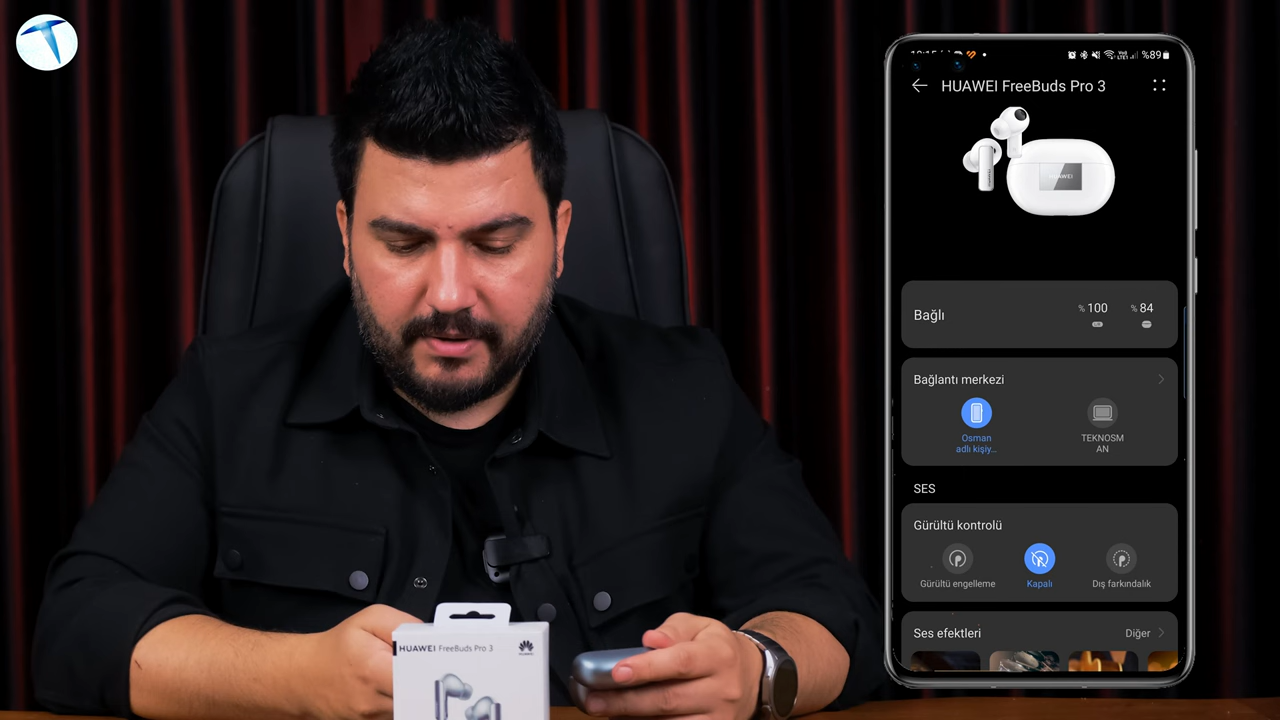 %89
HUAWEI FreeBuds Pro 3
HUAWEI
Bağlı
% 100
% 84
Bağlantı merkezi
Osman
adlı kişiy...
TEKNOSM
AN
SES
Gürültü kontrolü
Gürültü engelleme
Kapalı
Dış farkındalık
Ses efektleri
Diğer
HUAWEI FreeBuds Pro 3